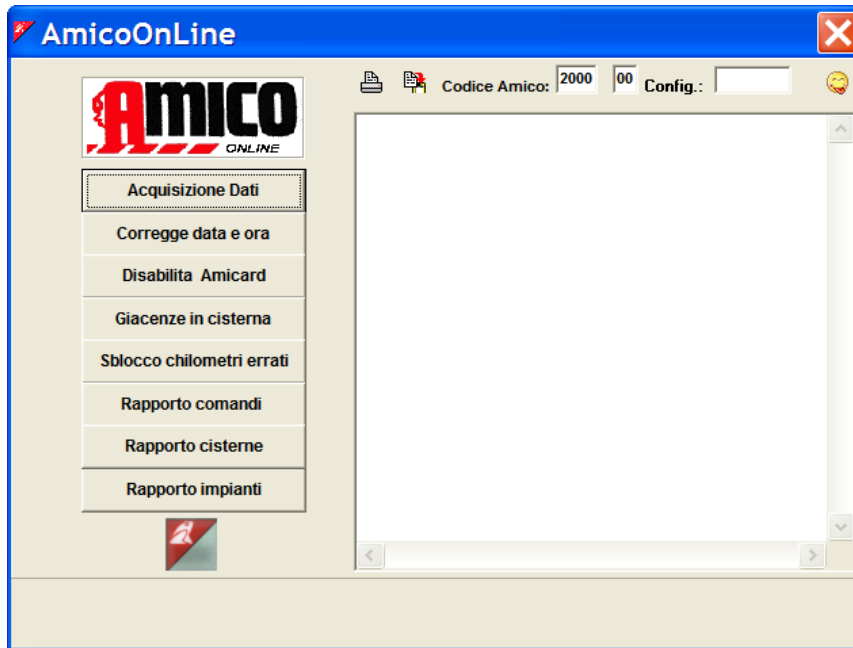 AmicoOnLine
AMICO
ONLINE
Codice Amico: 2000 00 Config.:
Acquisizione Dati
Corregge data e ora
Disabilita Amicard
Giacenze in cisterna
Sblocco chilometri errati
Rapporto comandi
Rapporto cisterne
Rapporto impianti